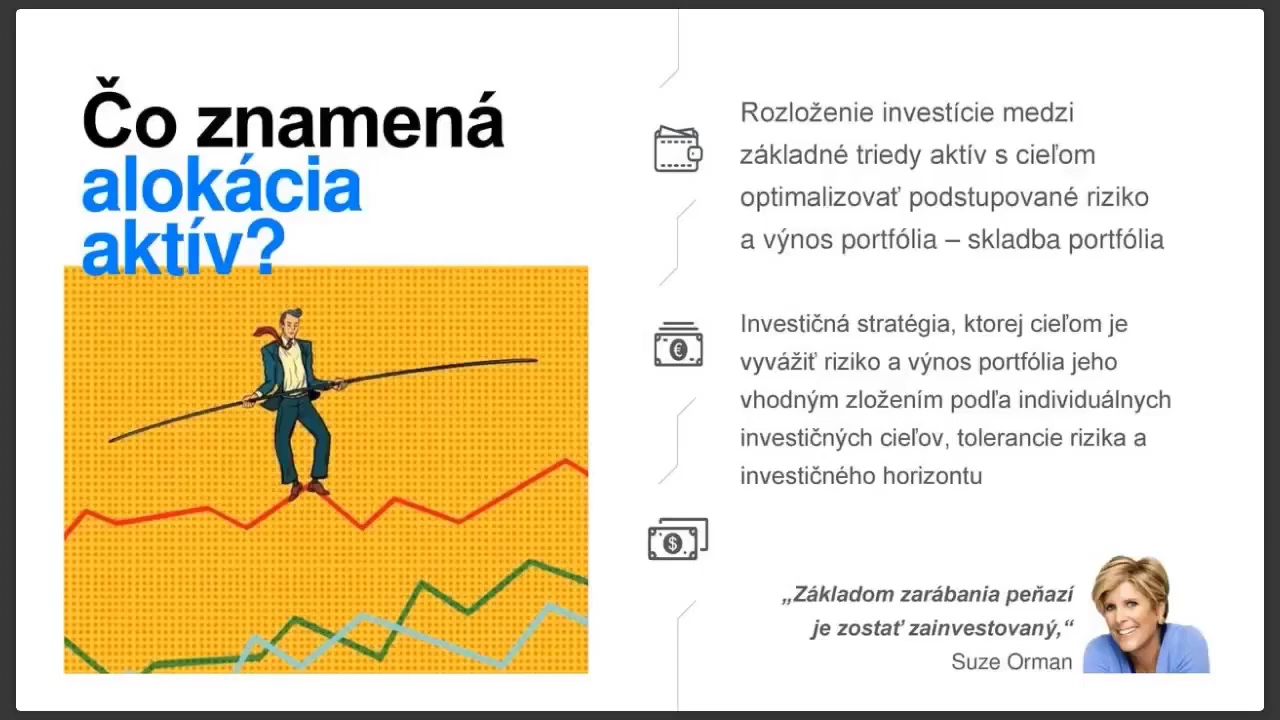 Čo znamená
alokácia
aktív?
Rozloženie investície medzi
základné triedy aktív s cieľom
optimalizovať podstupované riziko
a výnos portfólia – skladba portfólia
Investičná stratégia, ktorej cieľom je
vyvážiť riziko a výnos portfólia jeho
vhodným zložením podľa individuálnych
investičných cieľov, tolerancie rizika a
investičného horizontu
„Základom zarábania peňazí
je zostať zainvestovaný,“
Suze Orman